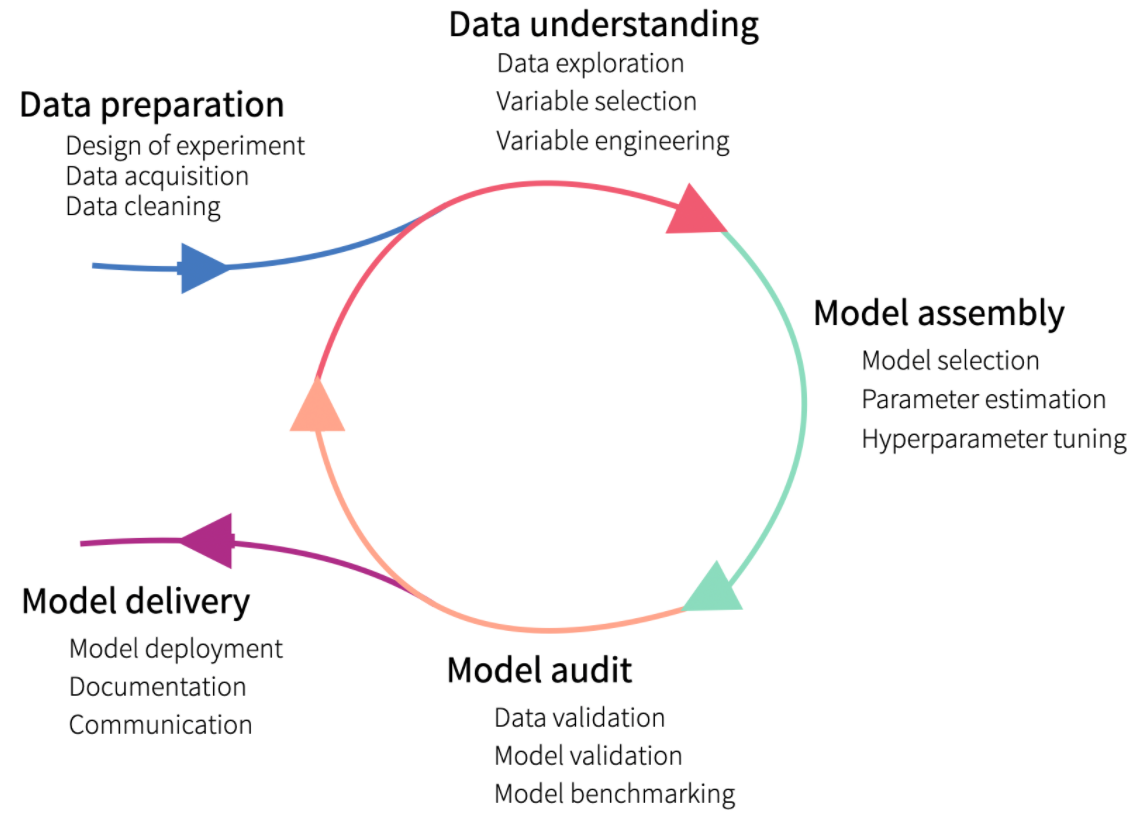 Data understanding
Data exploration
Variable selection
Variable engineering
Data preparation
Design of experiment
Data acquisition
Data cleaning
Model assembly
Model selection
Parameter estimation
Hyperparameter tuning
Model delivery
Model deployment
Documentation
Communication
Model audit
Data validation
Model validation
Model benchmarking